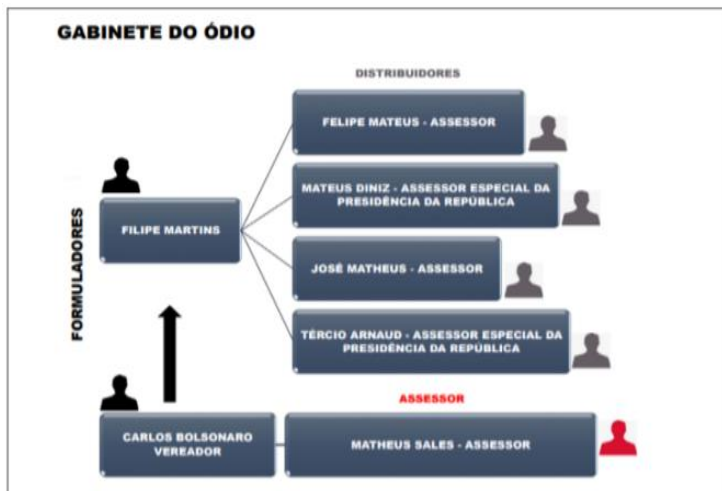 GABINETE DO ÓDIO
DISTRIBUIDORES
FELIPE MATEUS - ASSESSOR
MATEUS DINIZ - ASSESSOR ESPECIAL DA
PRESIDÊNCIA DA REPÚBLICA
FORMULADORES
FILIPE MARTINS
JOSÉ MATHEUS - ASSESSOR
TÉRCIO ARNAUD - ASSESSOR ESPECIAL DA
PRESIDÊNCIA DA REPÚBLICA
ASSESSOR
CARLOS BOLSONARO
VEREADOR
MATHEUS SALES - ASSESSOR